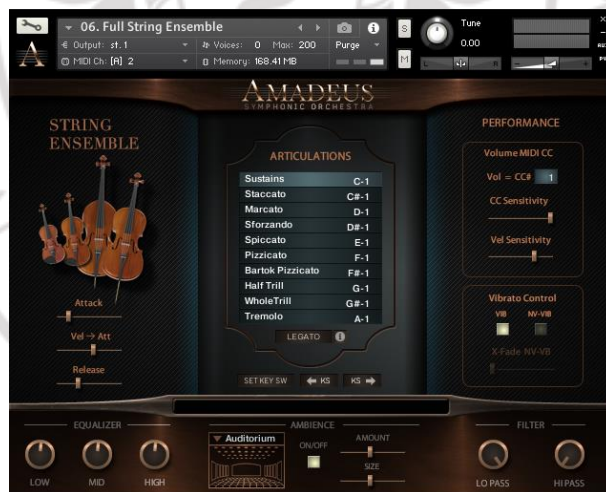 06. Full String Ensemble
S
Tune
0.00
Output: st.1
Voices: 0 Max: 200
Purge
MIDI Ch: [A] 2
Memory: 168.41 MB
M
L
R
A
AMADEUS
SYMPHONIC ORCHESTRA
STRING
ENSEMBLE
ARTICULATIONS
Sustains C-1
Staccato C#-1
Marcato D-1
Sforzando D#-1
Spiccato E-1
Pizzicato F-1
Bartok Pizzicato F#-1
Half Trill G-1
WholeTrill G#-1
Tremolo A-1
LEGATO
SET KEY SW
KS
KS
Attack
Vel → Att
Release
PERFORMANCE
Volume MIDI CC
Vol = CC# 1
CC Sensitivity
Vel Sensitivity
Vibrato Control
VIB
NV-VIB
X-Fade NV-VB
EQUALIZER
LOW
MID
HIGH
AMBIENCE
Auditorium
ON/OFF
AMOUNT
SIZE
FILTER
LO PASS
HI PASS